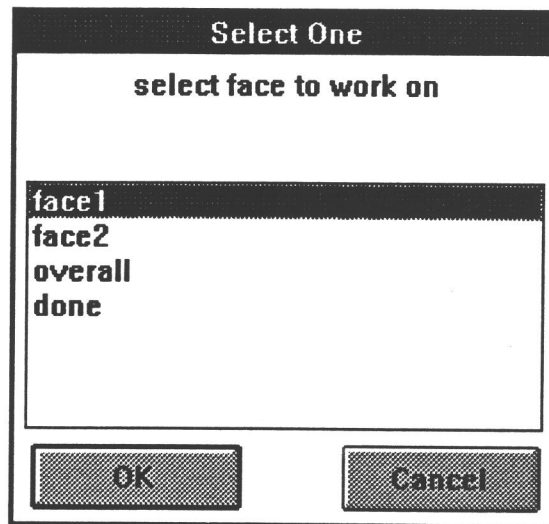 Select One
select face to work on
face1
face2
overall
done
OK
Cancel